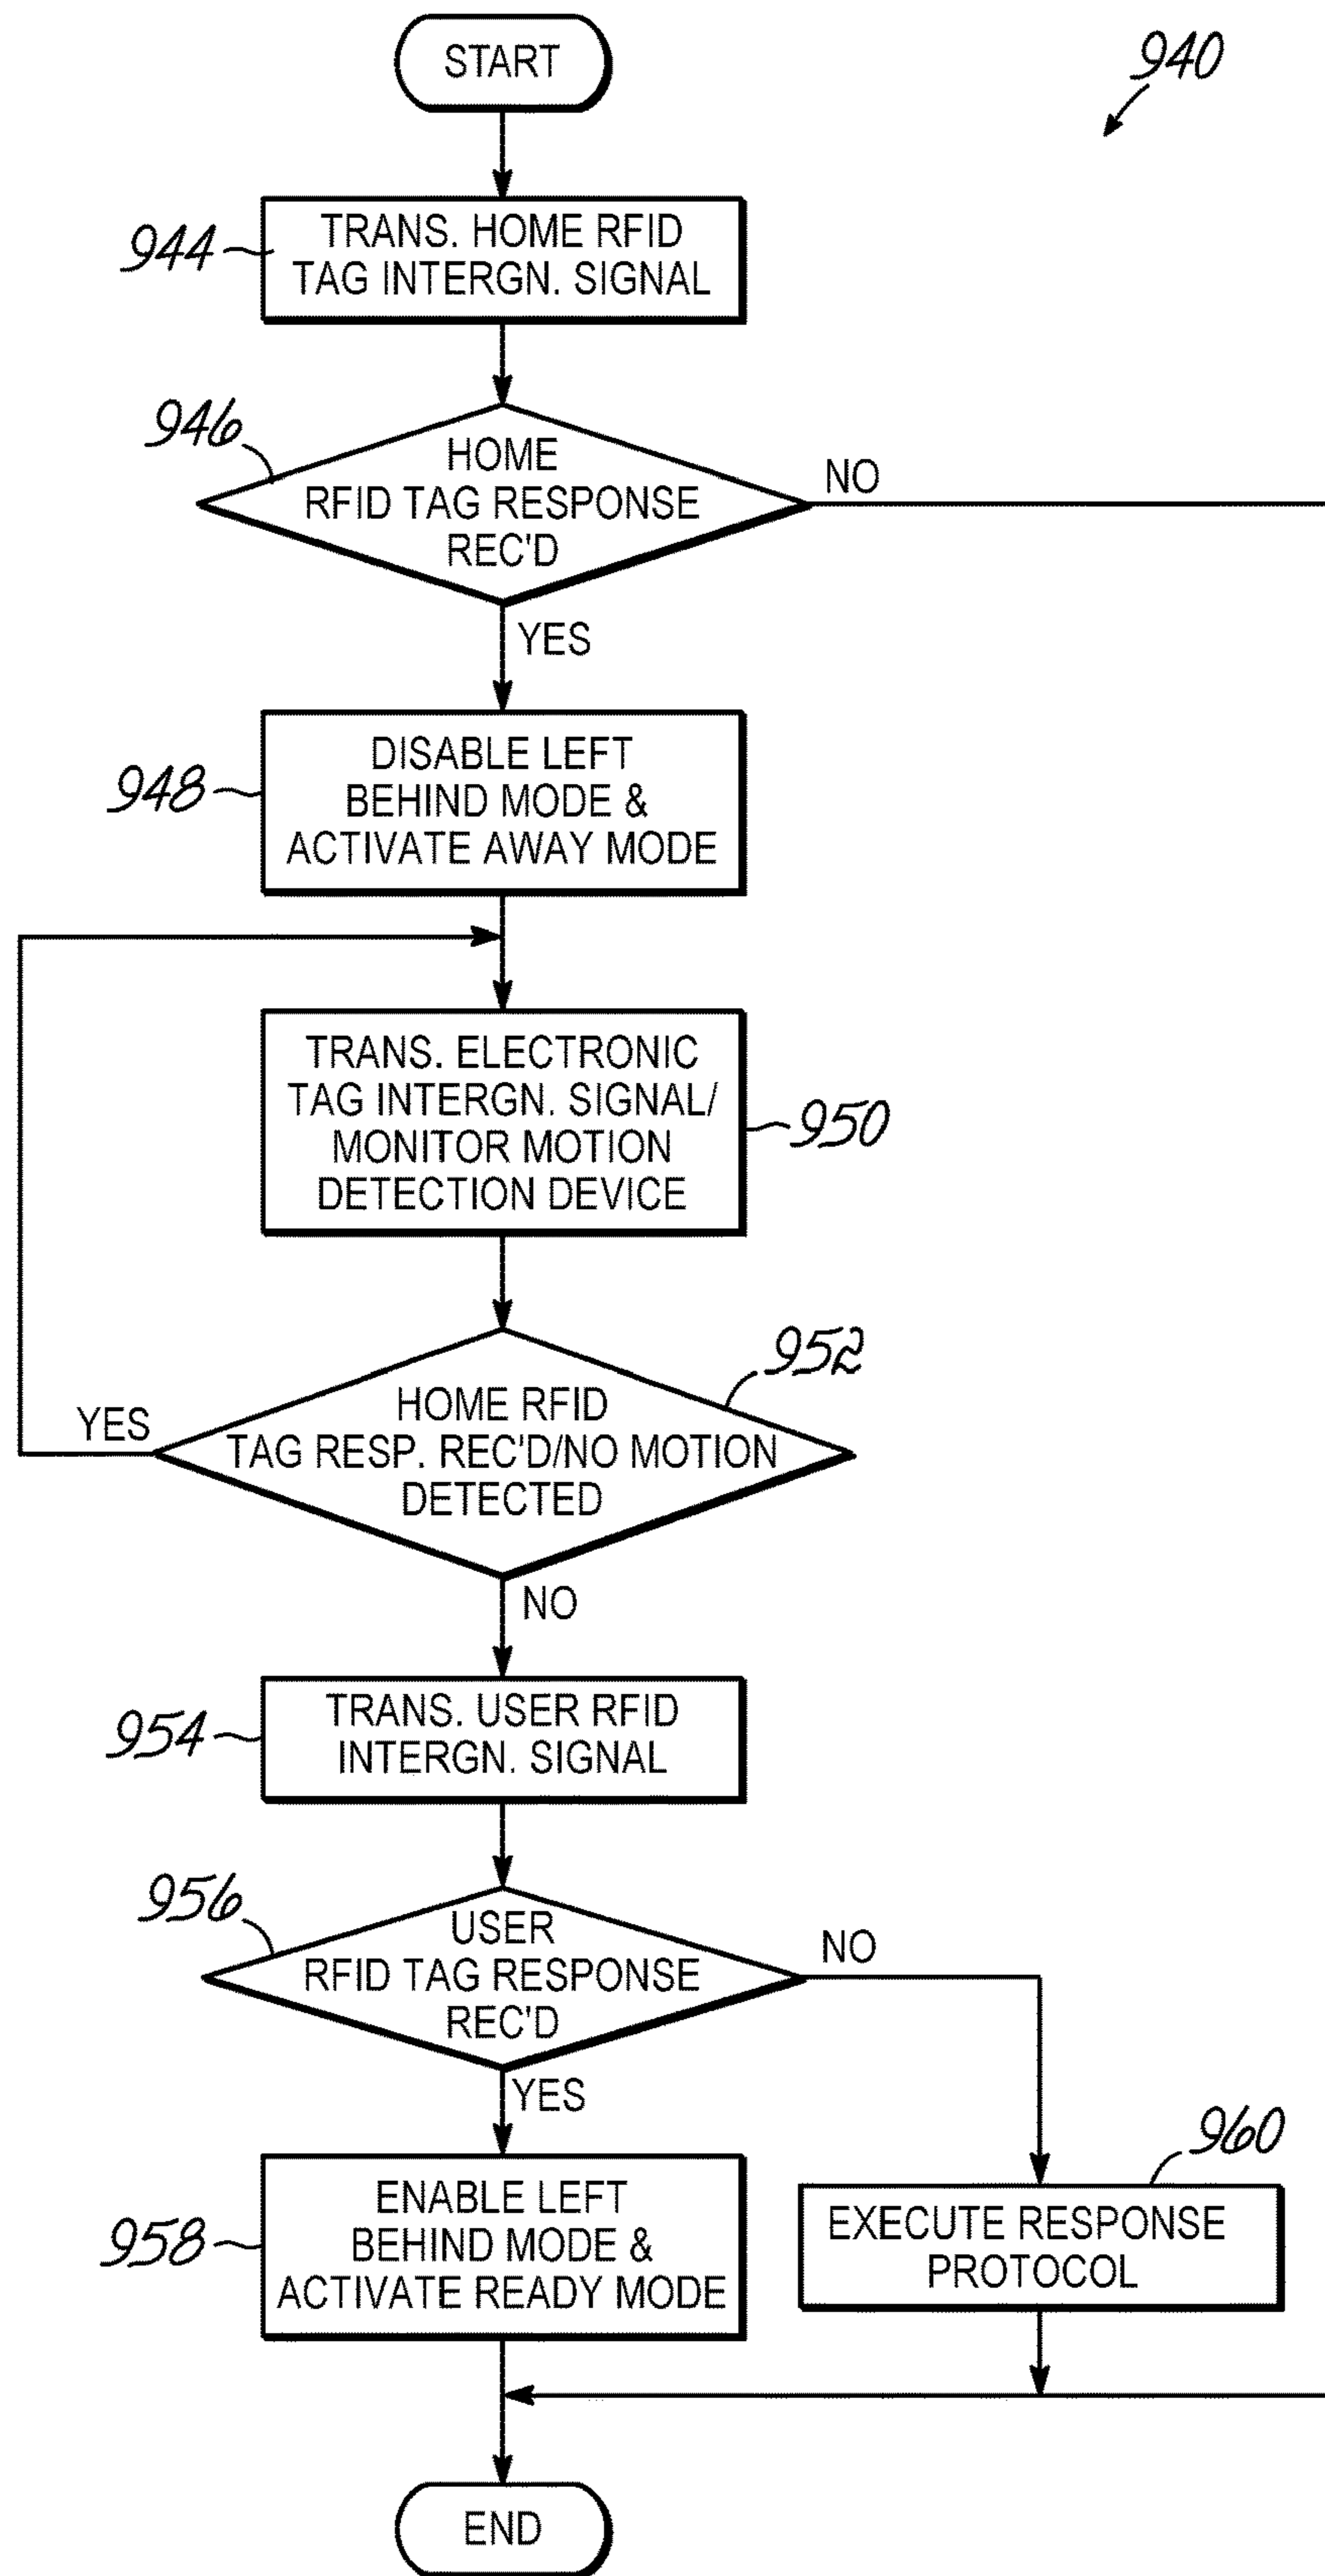 START
940
944
TRANS. HOME RFID
TAG INTERGN. SIGNAL
946
HOME
RFID TAG RESPONSE
REC'D
NO
YES
948
DISABLE LEFT
BEHIND MODE &
ACTIVATE AWAY MODE
TRANS. ELECTRONIC
TAG INTERGN. SIGNAL/
MONITOR MOTION
DETECTION DEVICE
950
952
HOME RFID
TAG RESP. REC'D/NO MOTION
DETECTED
YES
NO
954
TRANS. USER RFID
INTERGN. SIGNAL
956
USER
RFID TAG RESPONSE
REC'D
NO
YES
958
ENABLE LEFT
BEHIND MODE &
ACTIVATE READY MODE
960
EXECUTE RESPONSE
PROTOCOL
END